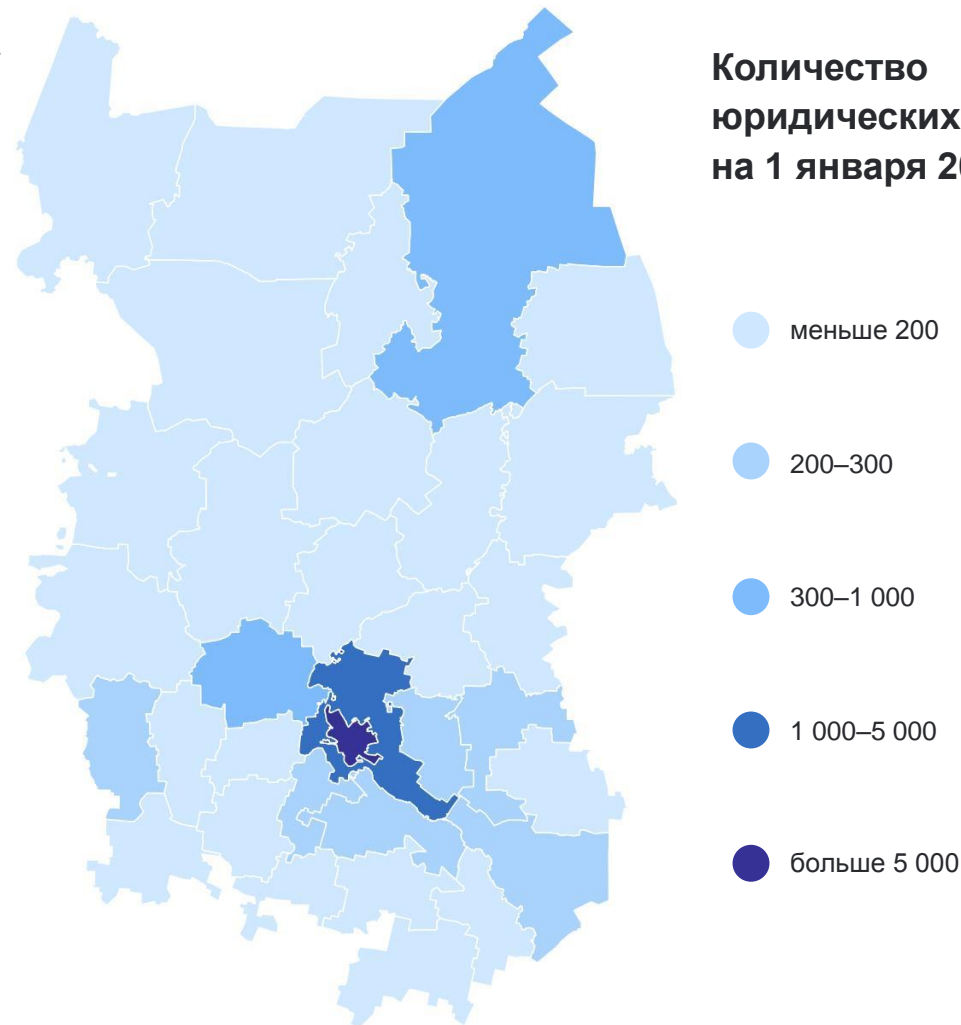 Количество
юридических
на 1 января
меньше 200
200–300
300–1 000
1 000–5 000
больше 5 000